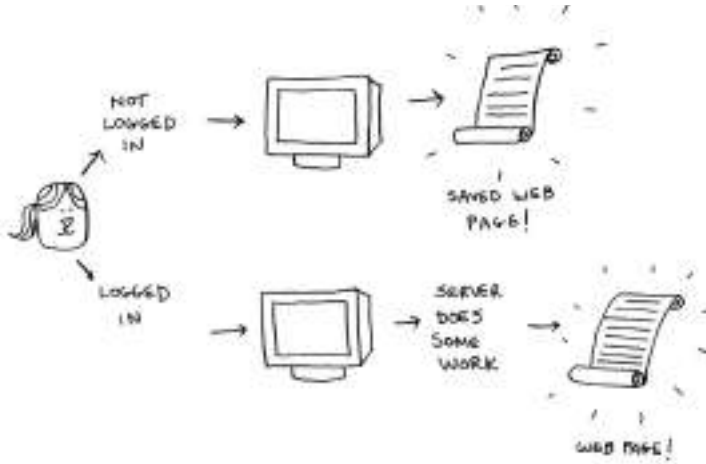 NOT
LOGGED
IN
SAVED WEB
PAGE!
LOGGED
IN
SERVER
DOES
SOME
WORK
WEB PAGE!